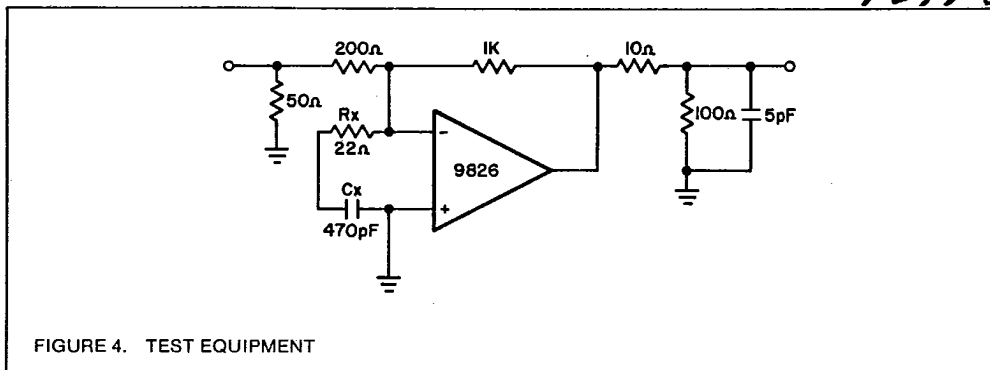 200Ω
1K
10Ω
50Ω
Rx
22Ω
Cx
470pF
-
+
9826
100Ω
5pF
FIGURE 4. TEST EQUIPMENT